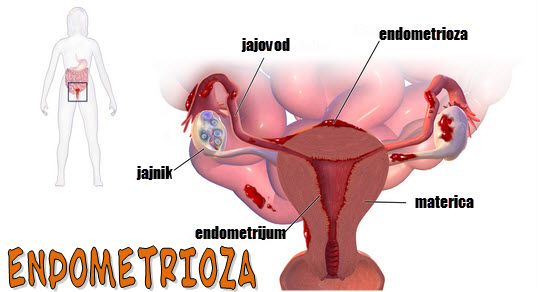 endometrioza
jajovod
jajnik
materica
endometrijum
ENDOMETRIOZA